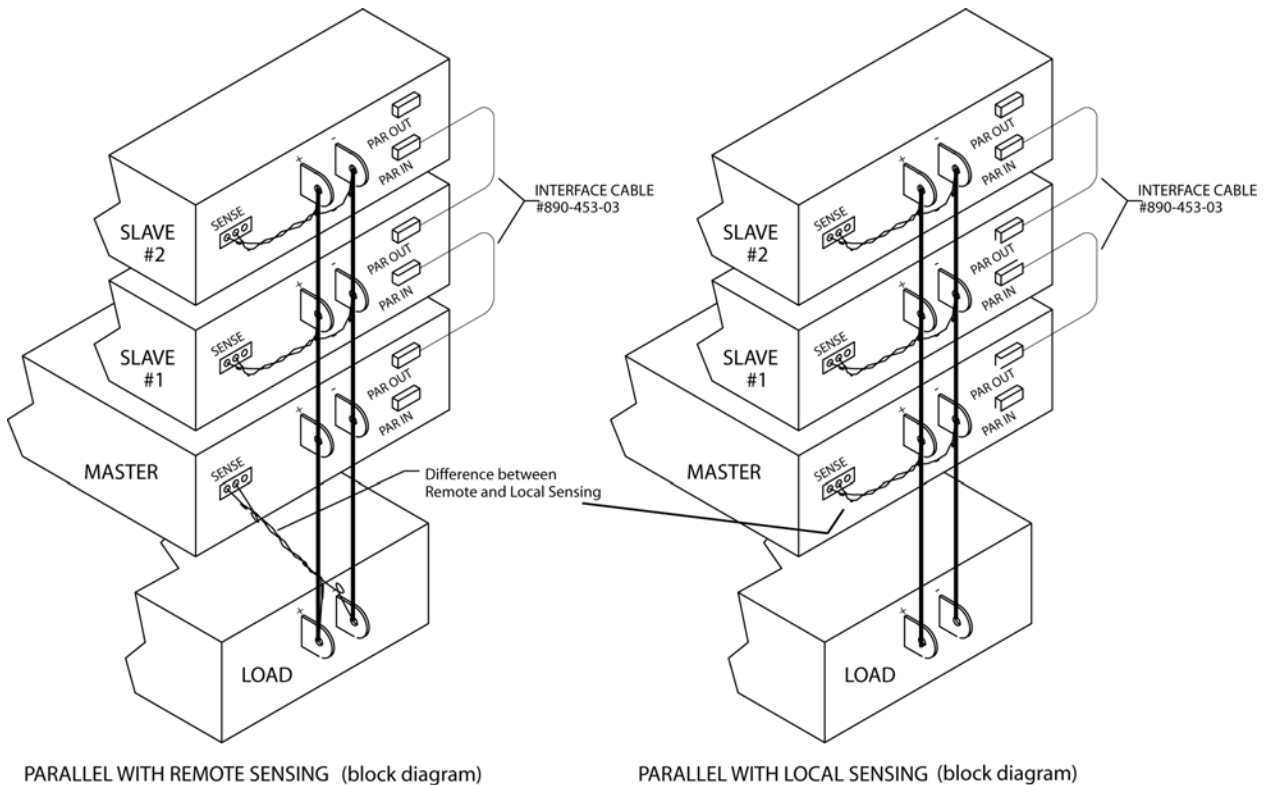 +
-
PAR OUT
PAR IN
SENSE
SLAVE
#2
INTERFACE CABLE
#890-453-03
+
-
PAR OUT
PAR IN
SENSE
SLAVE
#1
+
-
PAR OUT
PAR IN
SENSE
MASTER
Difference between
Remote and Local Sensing
+
LOAD
PARALLEL WITH REMOTE SENSING (block diagram)
+
-
PAR OUT
PAR IN
SENSE
SLAVE
#2
INTERFACE CABLE
#890-453-03
+
-
PAR OUT
PAR IN
SENSE
SLAVE
#1
+
-
PAR OUT
PAR IN
SENSE
MASTER
+
-
LOAD
PARALLEL WITH LOCAL SENSING (block diagram)